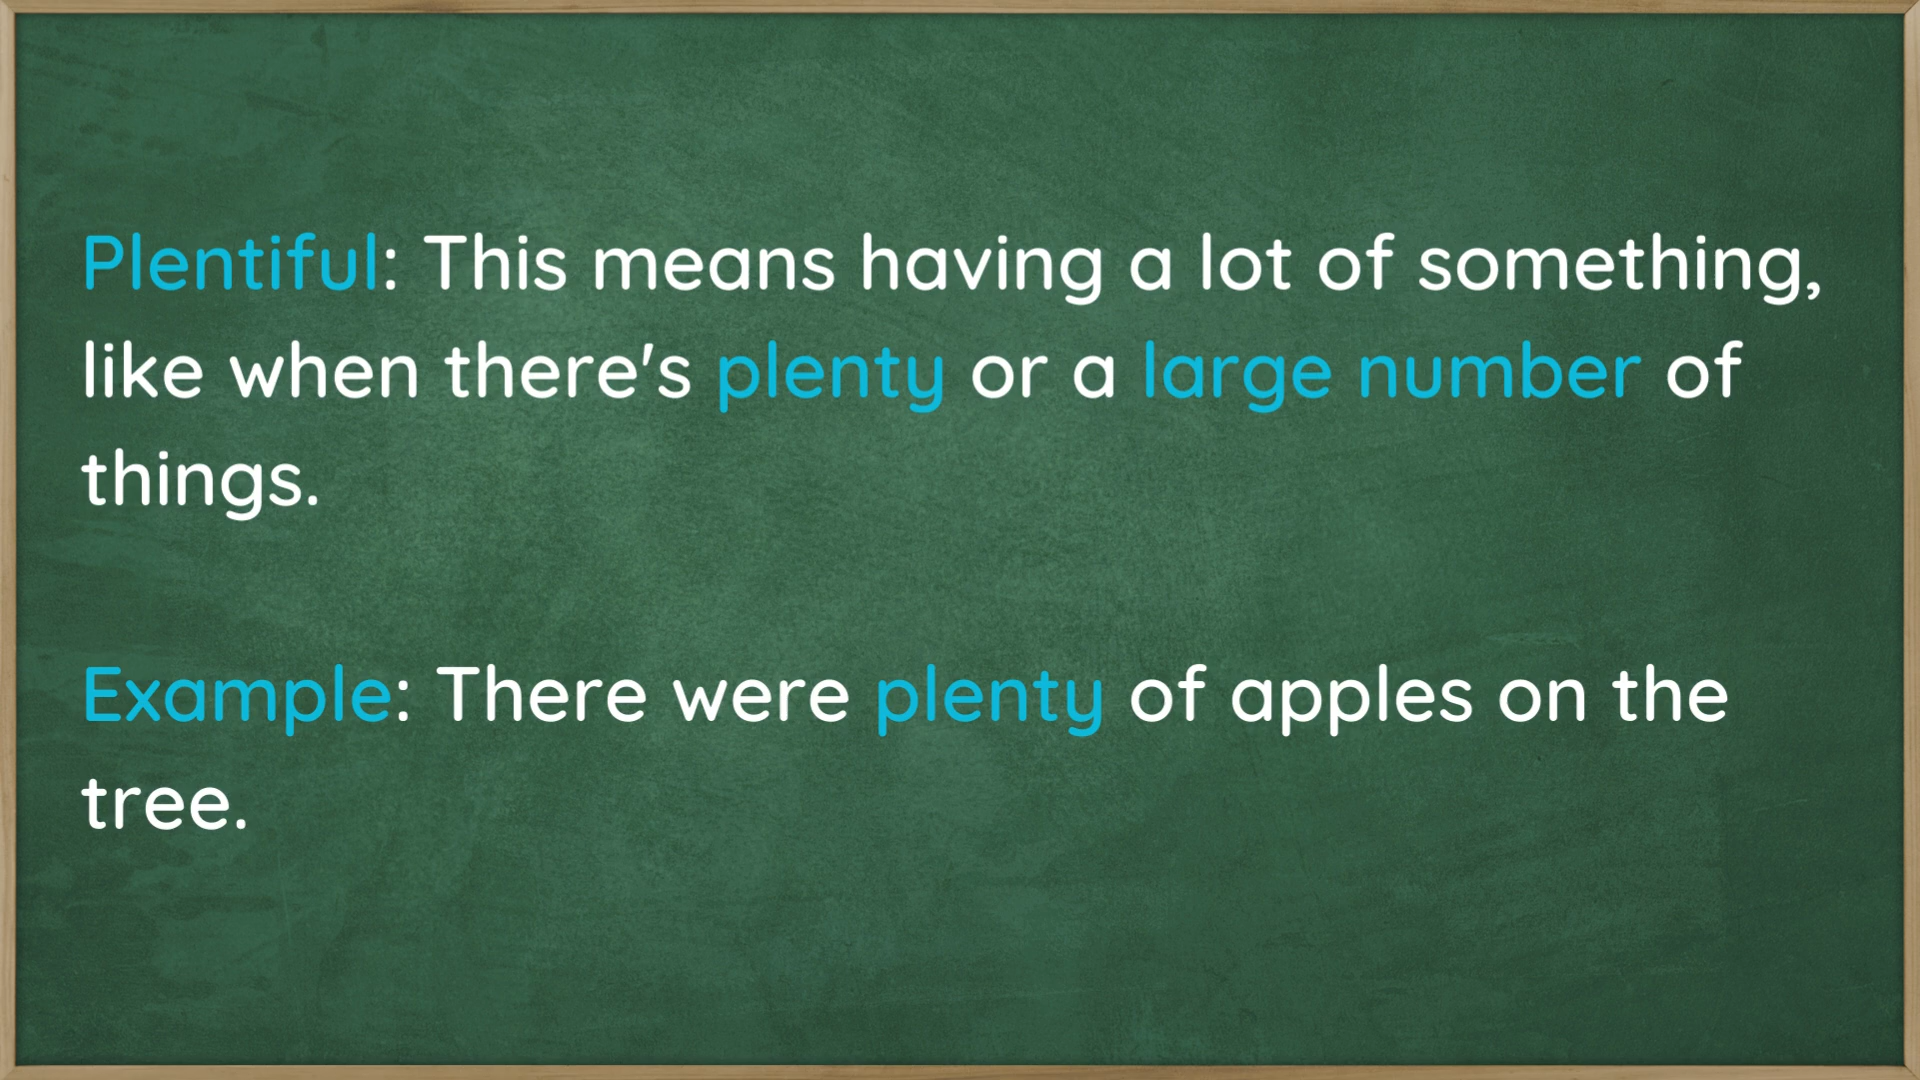 Plentiful: This means having a lot of something,
like when there's plenty or a large number of
things.
Example: There were plenty of apples on the
tree.